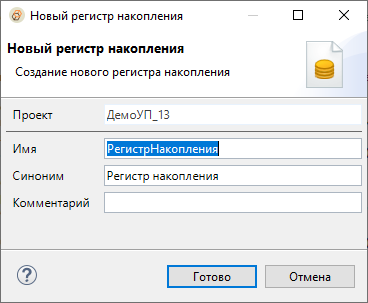 Новый регистр накопления
Новый регистр накопления
Создание нового регистра накопления
Проект ДемоУП_13
Имя РегистрНакопления
Синоним Регистр накопления
Комментарий
? Готово Отмена